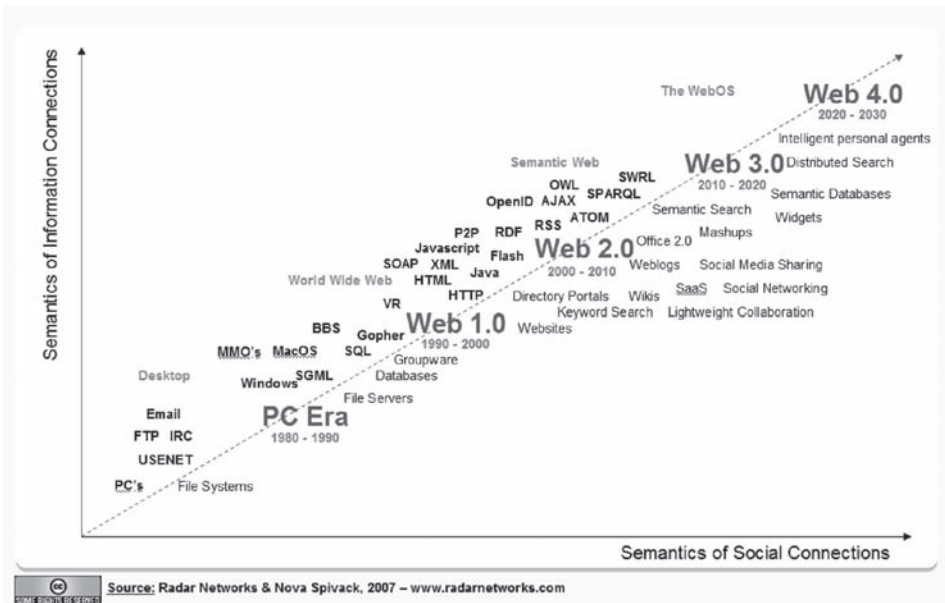 Semantics of Information Connections
The WebOS
Web 4.0
2020 - 2030
Intelligent personal agents
Semantic Web
Web 3.0 Distributed Search
2010 - 2020
SWRL
OWL
SPARQL
Semantic Databases
OpenID AJAX
Semantic Search
Widgets
ATOM
RSS
P2P RDF
Mashups
Web 2.0 Office 2.0
2000 - 2010
Javascript
Flash
SOAP XML
Java
Weblogs Social Media Sharing
World Wide Web
HTML
SaaS Social Networking
HTTP
Directory Portals Wikis
VR
Keyword Search Lightweight Collaboration
Web 1.0 Websites
1990 - 2000
BBS
Gopher
MMO's MacOS SQL
Groupware
Desktop
SGML
Databases
Windows
File Servers
Email
PC Era
1980 - 1990
FTP IRC
USENET
PC's File Systems
Semantics of Social Connections
cc
SOME RIGHTS RESERVED
Source: Radar Networks & Nova Spivack, 2007 – www.radarnetworks.com